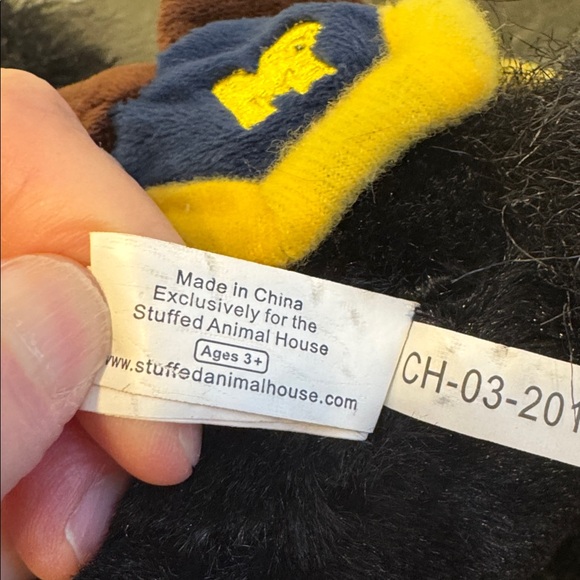 M
Made in China
Exclusively for the
Stuffed Animal House
Ages 3+
www.stuffedanimalhouse.com
CH-03-201